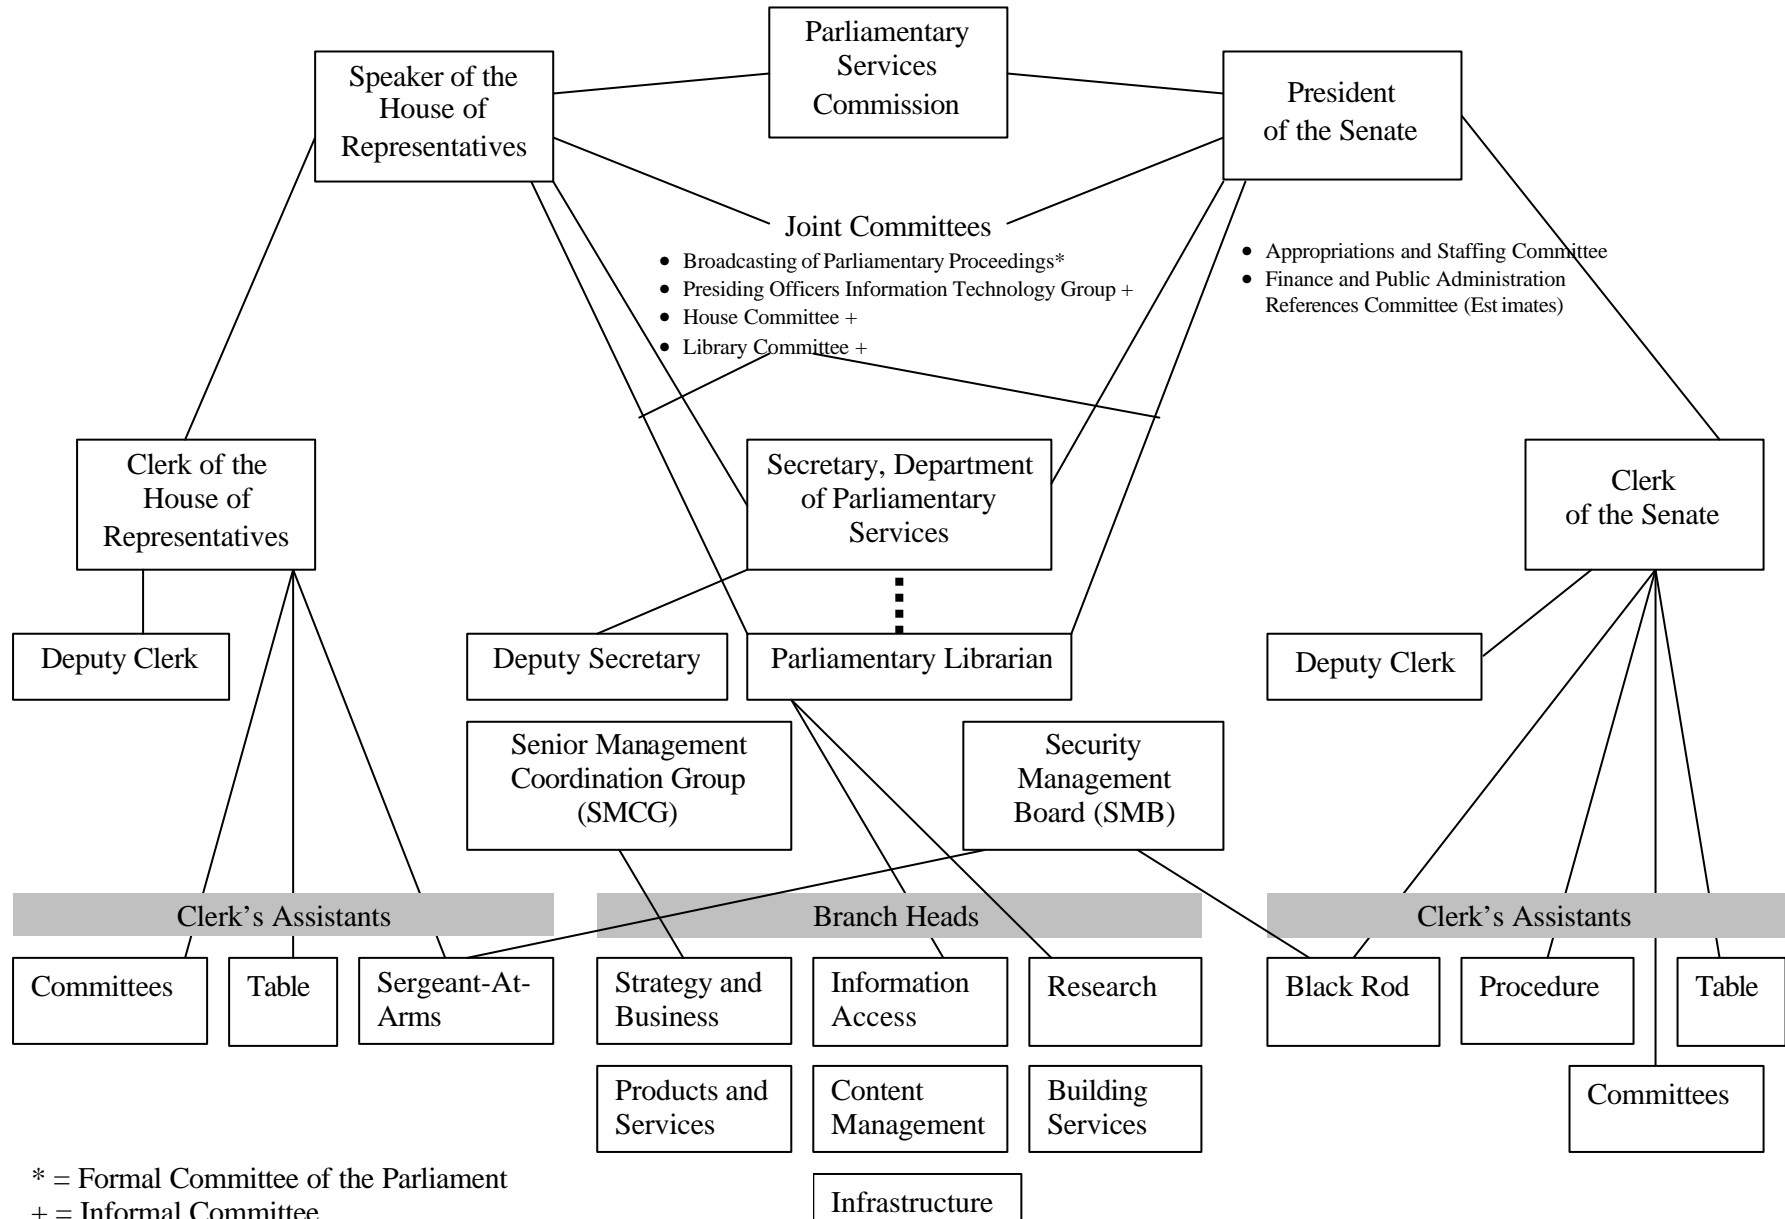 Parliamentary
Services
Commission
Speaker of the
House of
Representatives
President
of the Senate
Joint Committees
• Broadcasting of Parliamentary Proceedings*
• Presiding Officers Information Technology Group +
• House Committee +
• Library Committee +
• Appropriations and Staffing Committee
• Finance and Public Administration
References Committee (Est imates)
Clerk of the
House of
Representatives
Secretary, Department
of Parliamentary
Services
Clerk
of the Senate
Deputy Clerk
Deputy Secretary
Parliamentary Librarian
Deputy Clerk
Senior Management
Coordination Group
(SMCG)
Security
Management
Board (SMB)
Clerk’s Assistants
Branch Heads
Clerk’s Assistants
Committees
Table
Sergeant-At-
Arms
Strategy and
Business
Information
Access
Research
Black Rod
Procedure
Table
Products and
Services
Content
Management
Building
Services
Committees
Infrastructure
* = Formal Committee of the Parliament
+ = Informal Committee